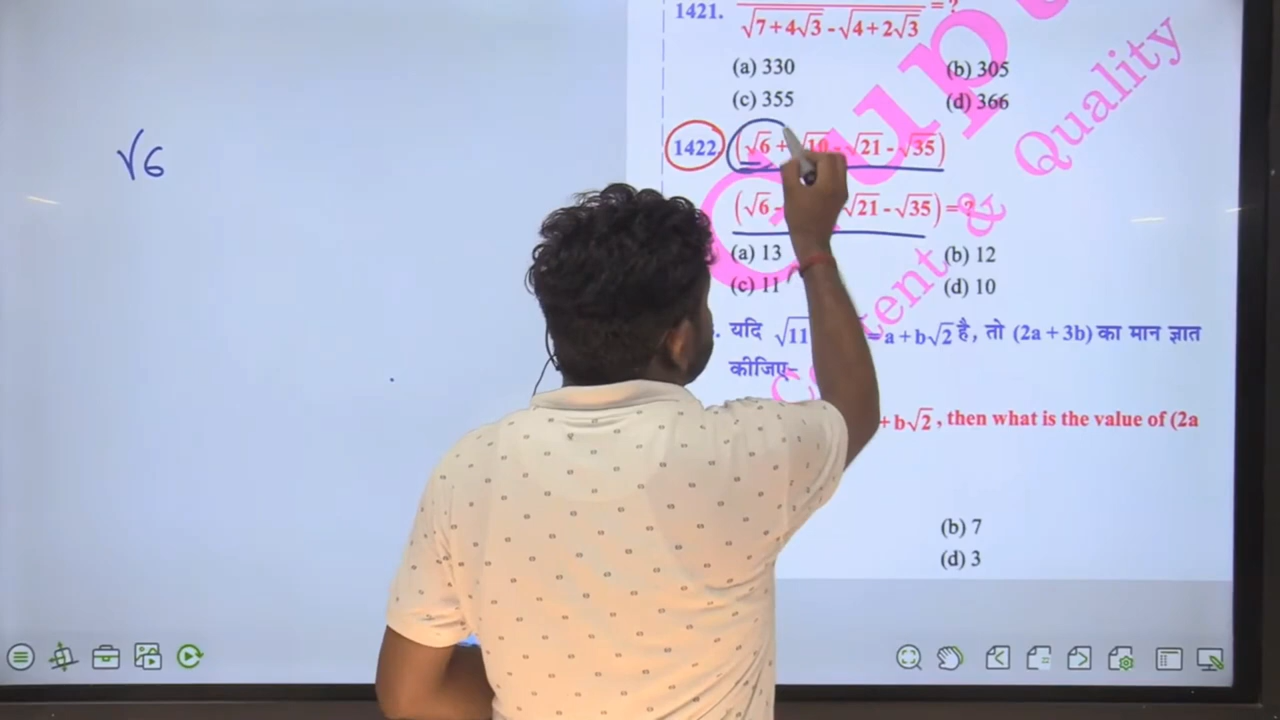 1421. √7+4√3 - √4+2√3 = ?
(a) 330 (b) 305
(c) 355 (d) 366
√6
1422. (√6 + √10 - √21 - √35)
(√6 - √21 - √35) = ?
(a) 13 (b) 12
(c) 11 (d) 10
यदि √11 = a + b√2 है, तो (2a + 3b) का मान ज्ञात
कीजिए-
+ b√2, then what is the value of (2a
(b) 7
(d) 3
Quality
&